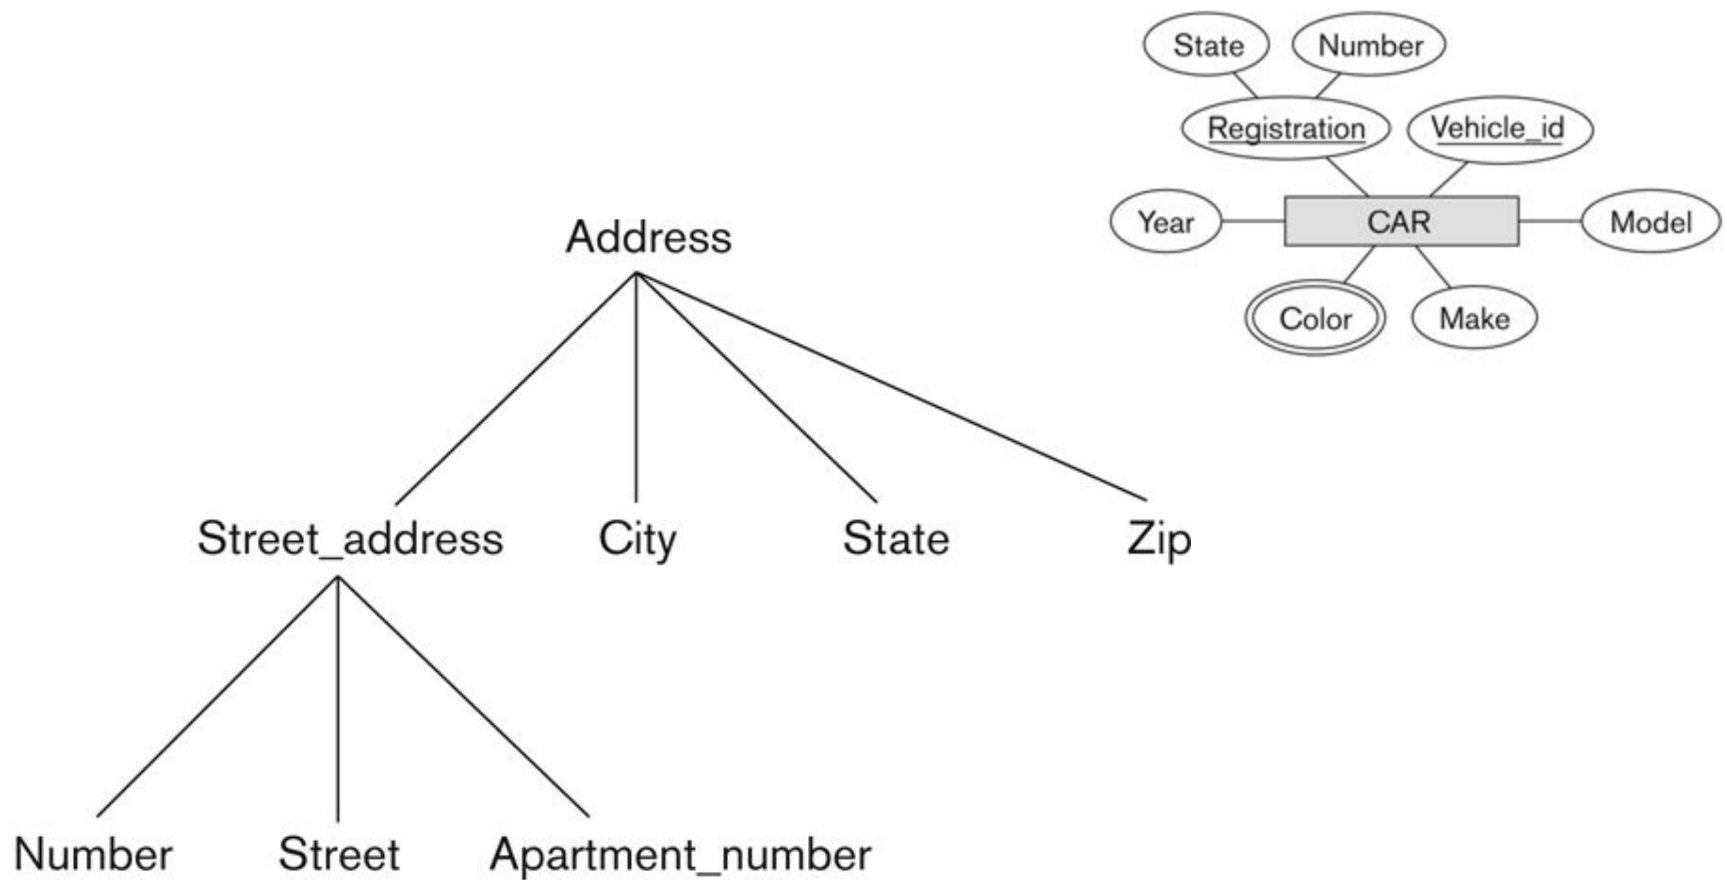 State Number
Registration Vehicle_id
Year CAR Model
Color Make
Address
Street_address City State Zip
Number Street Apartment_number